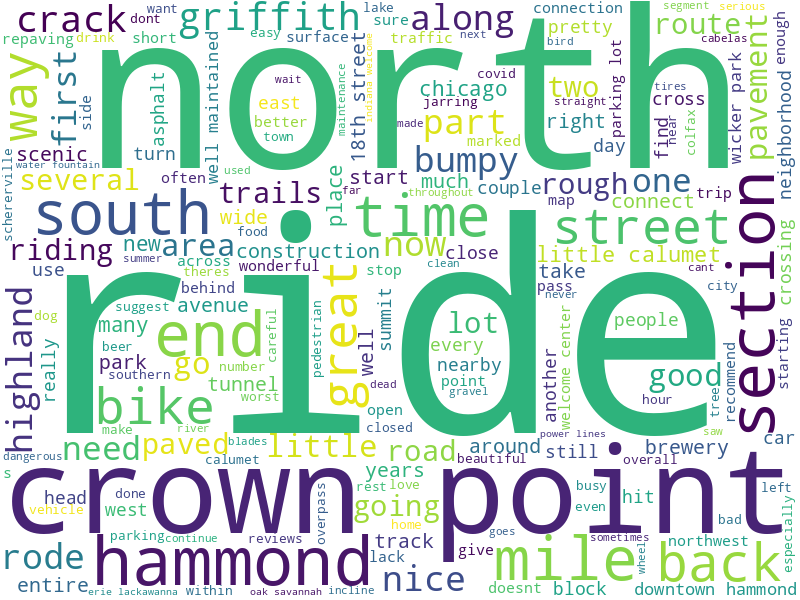 crack
griffith
along
connection
segment
serious
dont
want
lake
repaving
drink
short
easy
sure
surface
traffic
next
bird
pretty
route
cabelas
enough
way
first
side
asphalt
well maintained
north
18th street
maintenance
indiana welcome
wait
covid
chicago
jarring
two
straight
tires
parking lot
cross
find
near
colfax
wicker park
pavement
neighborhood
scenic
turn
east
better
town
made
part
marked
right
day
several
water fountain
schererville
often
used
trails
far
place
start
throughout
bumpy
much
couple
rough
map
one
connect
trip
south
wide
food
time
street
riding
new
area
construction
now
close
little calumet
crossing
use
summer
across
theres
wonderful
stop
clean
take
pass
never
city
cant
behind
suggest
avenue
many
dog
really
highland
beer
end
careful
pedestrian
great
summit
well
lot
every
people
ride
section
starting
park
southern
go
number
tunnel
worst
nearby
point
gravel
dead
another
welcome center
good
hour
tree
recommend
bike
make
river
open
closed
saw
power lines
need
paved
blades
little
road
around
still
brewery
car
dangerous
calumet
beautiful
overall
s
head
vehicle
done
west
years
rest
love
going
home
overpass
busy
even
hit
bad
left
crown point
rode
hammond
parking
continue
reviews
track
lack
give
goes
mile
sometimes
wheel
northwest
back
especially
entire
erie lackawanna
within
oak savannah
incline
nice
doesnt
block
downtown hammond